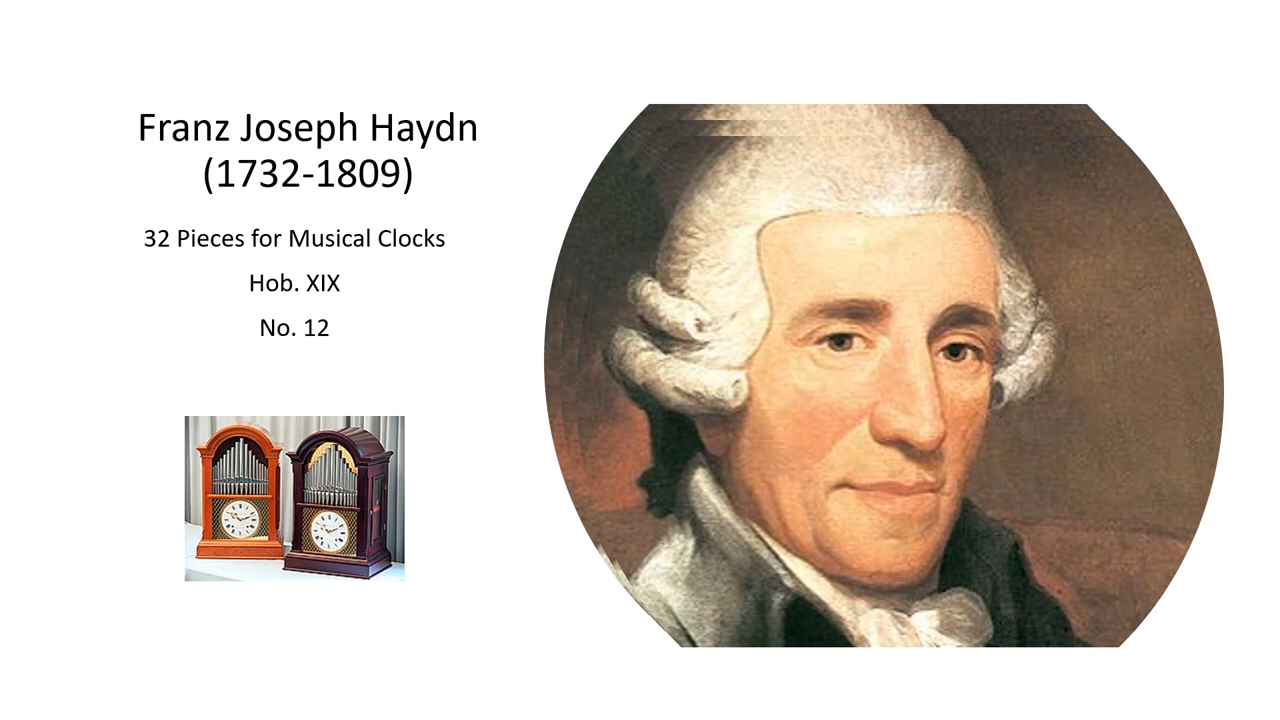 Franz Joseph Haydn
(1732-1809)
32 Pieces for Musical Clocks
Hob. XIX
No. 12